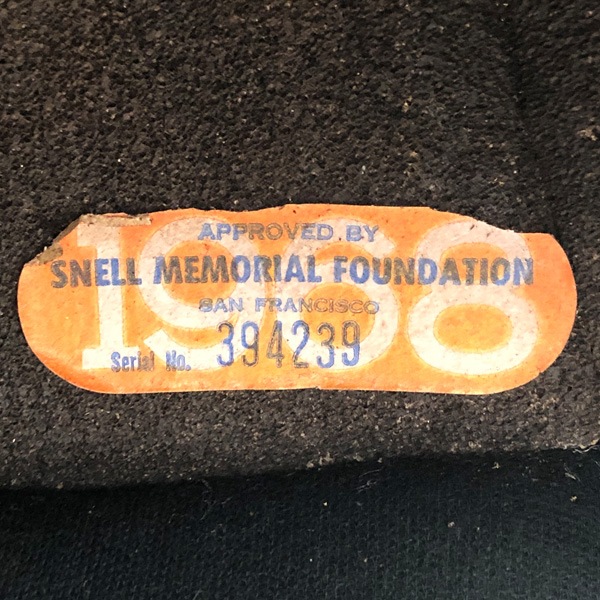 1968
APPROVED BY
SNELL MEMORIAL FOUNDATION
SAN FRANCISCO
Serial No. 394239